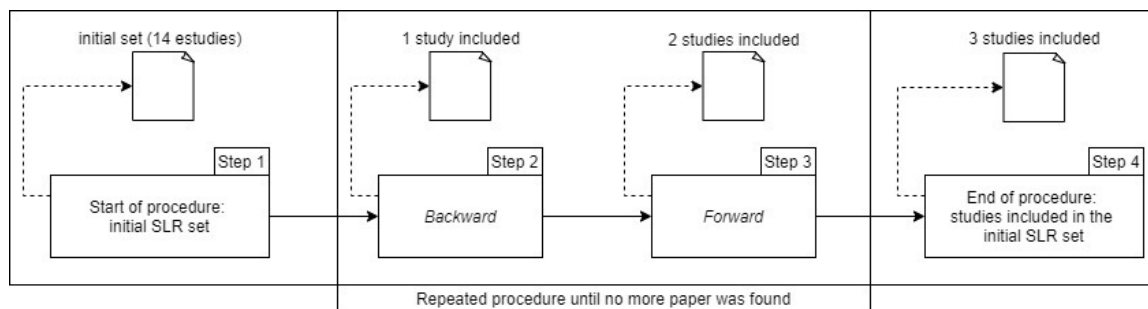 initial set (14 estudies)
1 study included
2 studies included
3 studies included
Step 1
Step 2
Step 3
Step 4
Start of procedure:
initial SLR set
Backward
Forward
End of procedure:
studies included in the
initial SLR set
Repeated procedure until no more paper was found